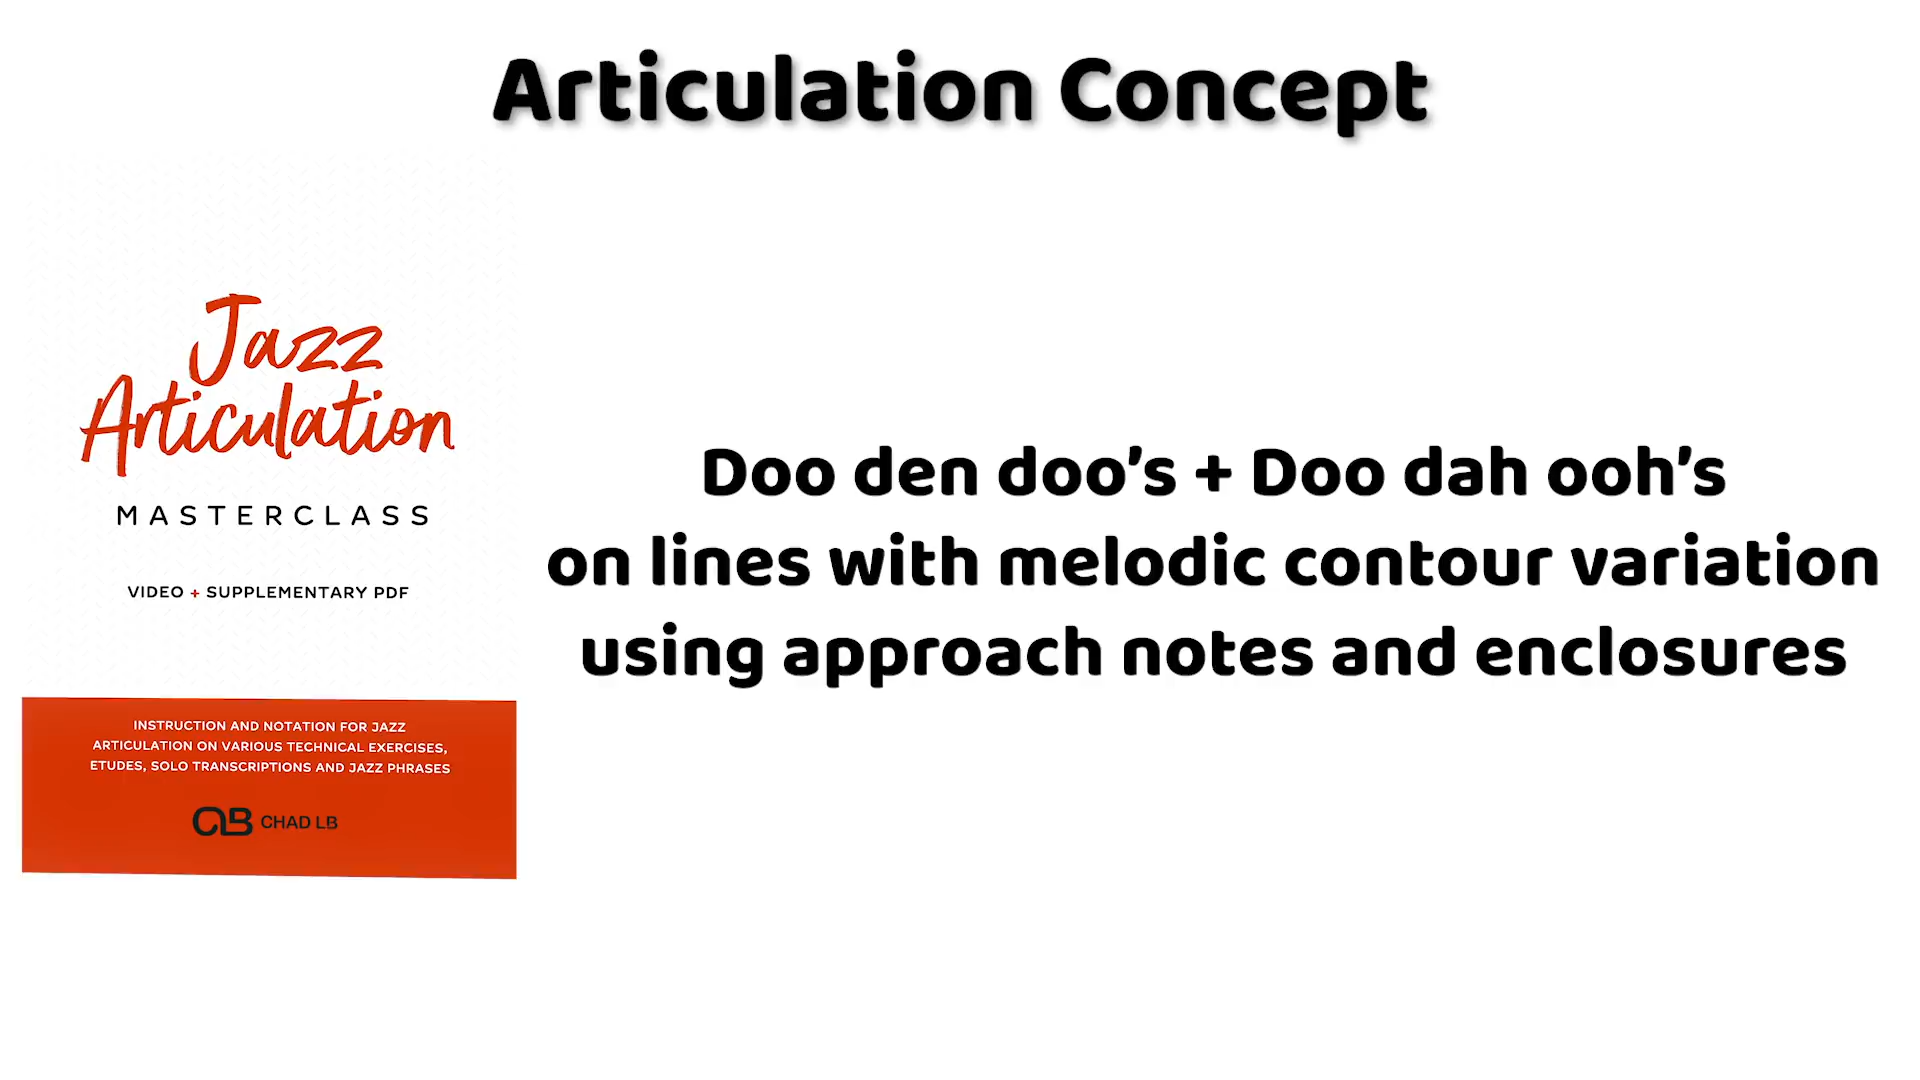 Articulation Concept
Jazz
Articulation
MASTERCLASS
VIDEO + SUPPLEMENTARY PDF
INSTRUCTION AND NOTATION FOR JAZZ
ARTICULATION ON VARIOUS TECHNICAL EXERCISES,
ETUDES, SOLO TRANSCRIPTIONS AND JAZZ PHRASES
CLB CHAD LB
Doo den doo’s + Doo dah ooh’s
on lines with melodic contour variation
using approach notes and enclosures